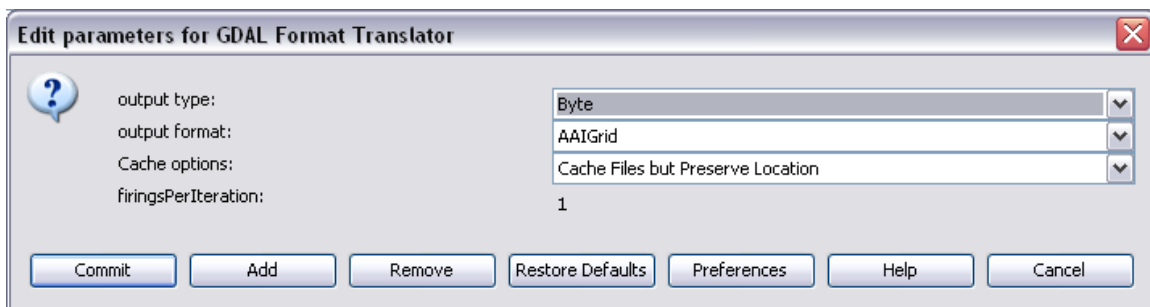 Edit parameters for GDAL Format Translator
output type: Byte
output format: AAIGrid
Cache options: Cache Files but Preserve Location
firingsPerIteration: 1
Commit Add Remove Restore Defaults Preferences Help Cancel